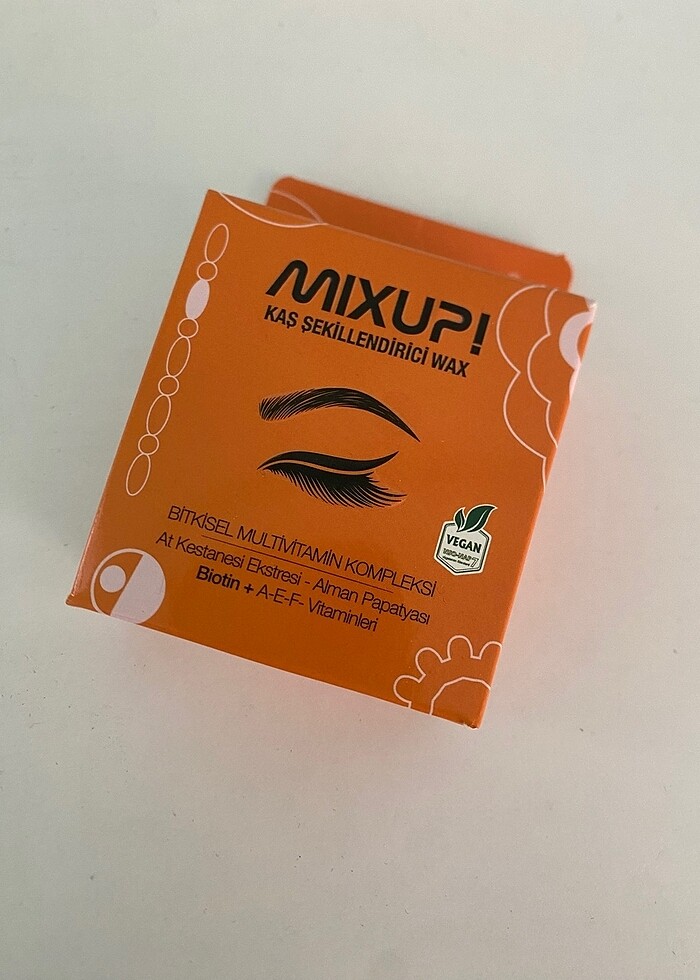 MIXUP!
KAŞ ŞEKİLLENDİRİCİ WAX
BİTKİSEL MULTİVİTAMİN KOMPLEKSİ
At Kestanesi Ekstresi - Alman Papatyası
Biotin + A-E-F- Vitaminleri
VEGAN